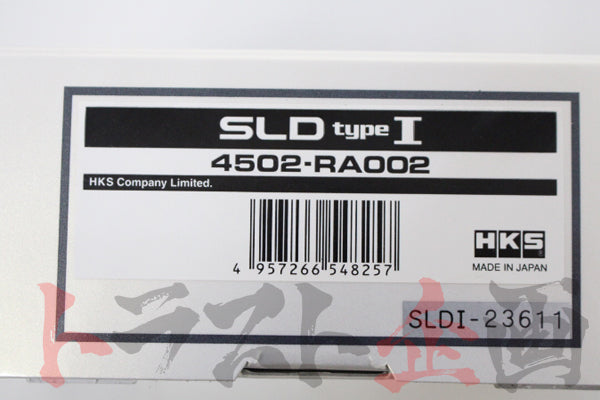 SLD type I
4502-RA002
HKS Company Limited.
4 957266 548257
HKS
MADE IN JAPAN
SLDI-23611
トラスト企画